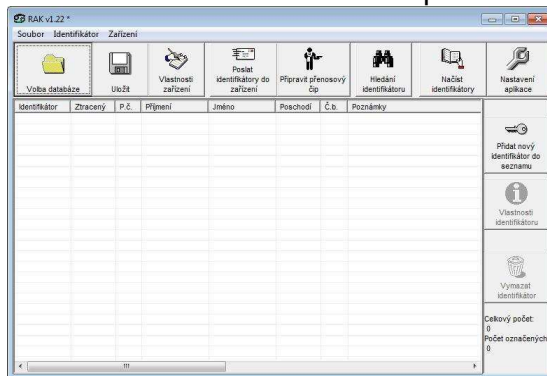 RAK v1.22 *
Soubor Identifikátor Zařízení
Volba databáze
Uložit
Vlastnosti
zařízení
Poslat
identifikátory do
zařízení
Připravit přenosový
čip
Hledání
identifikátoru
Načíst
identifikátory
Nastavení
aplikace
Identifikátor Ztracený P.č. Příjmení Jméno Poschodí Č.b. Poznámky
Přidat nový
identifikátor do
seznamu
Vlastnosti
identifikátoru
Vymazat
identifikátor
Celkový počet:
0
Počet označených
0